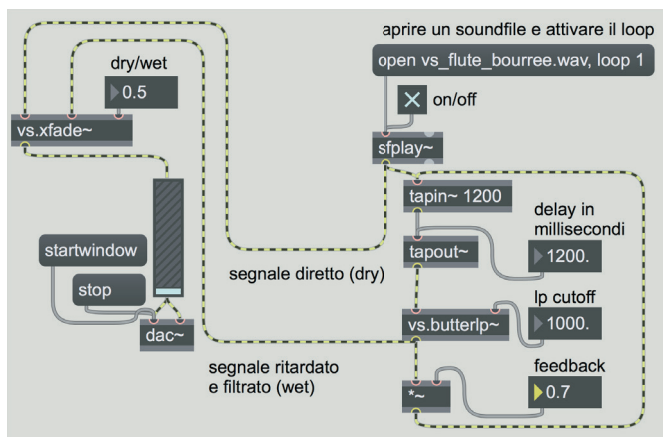 aprire un soundfile e attivare il loop
open vs_flute_bourree.wav, loop 1
dry/wet
0.5
on/off
vs.xfade~
sfplay~
tapin~ 1200
delay in
millisecondi
1200.
tapout~
startwindow
segnale diretto (dry)
stop
lp cutoff
1000.
vs.butterlp~
dac~
segnale ritardato
e filtrato (wet)
feedback
0.7
*~